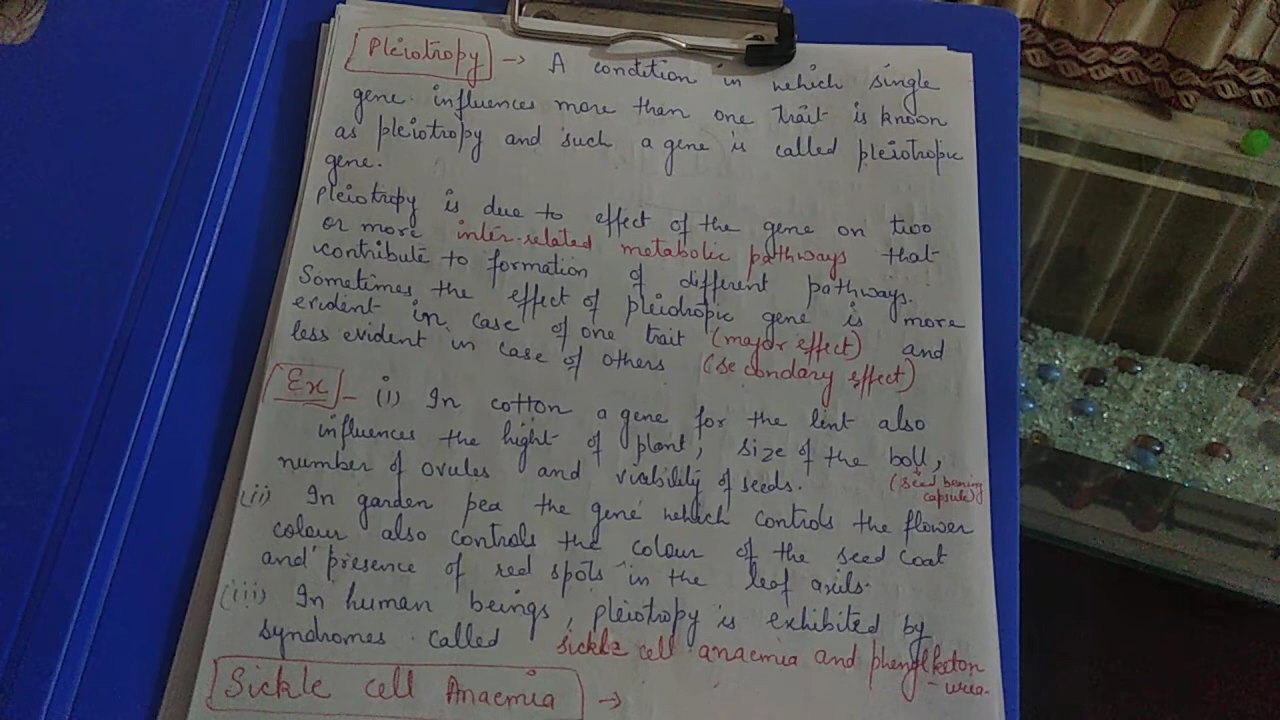 Pleiotropy → A condition in which single
gene influences more than one trait is known
as pleiotropy and such a gene is called pleiotropic
gene.
Pleiotropy is due to effect of the gene on two
or more inter-related metabolic pathways that
contribute to formation of different pathways.
Sometimes the effect of pleiotropic gene is more
evident in case of one trait (major effect) and
less evident in case of others (secondary effect)
Ex - (i) In cotton a gene for the lint also
influences the hight of plant, size of the boll,
(seed bearing
capsule)
number of ovules and viability of seeds.
(ii) In garden pea the gene which controls the flower
colour also controls the colour of the seed coat
and presence of red spots in the leaf axils.
(iii) In human beings, pleiotropy is exhibited by
syndromes called sickle cell anaemia and phenylketon
-urea.
Sickle cell Anaemia →